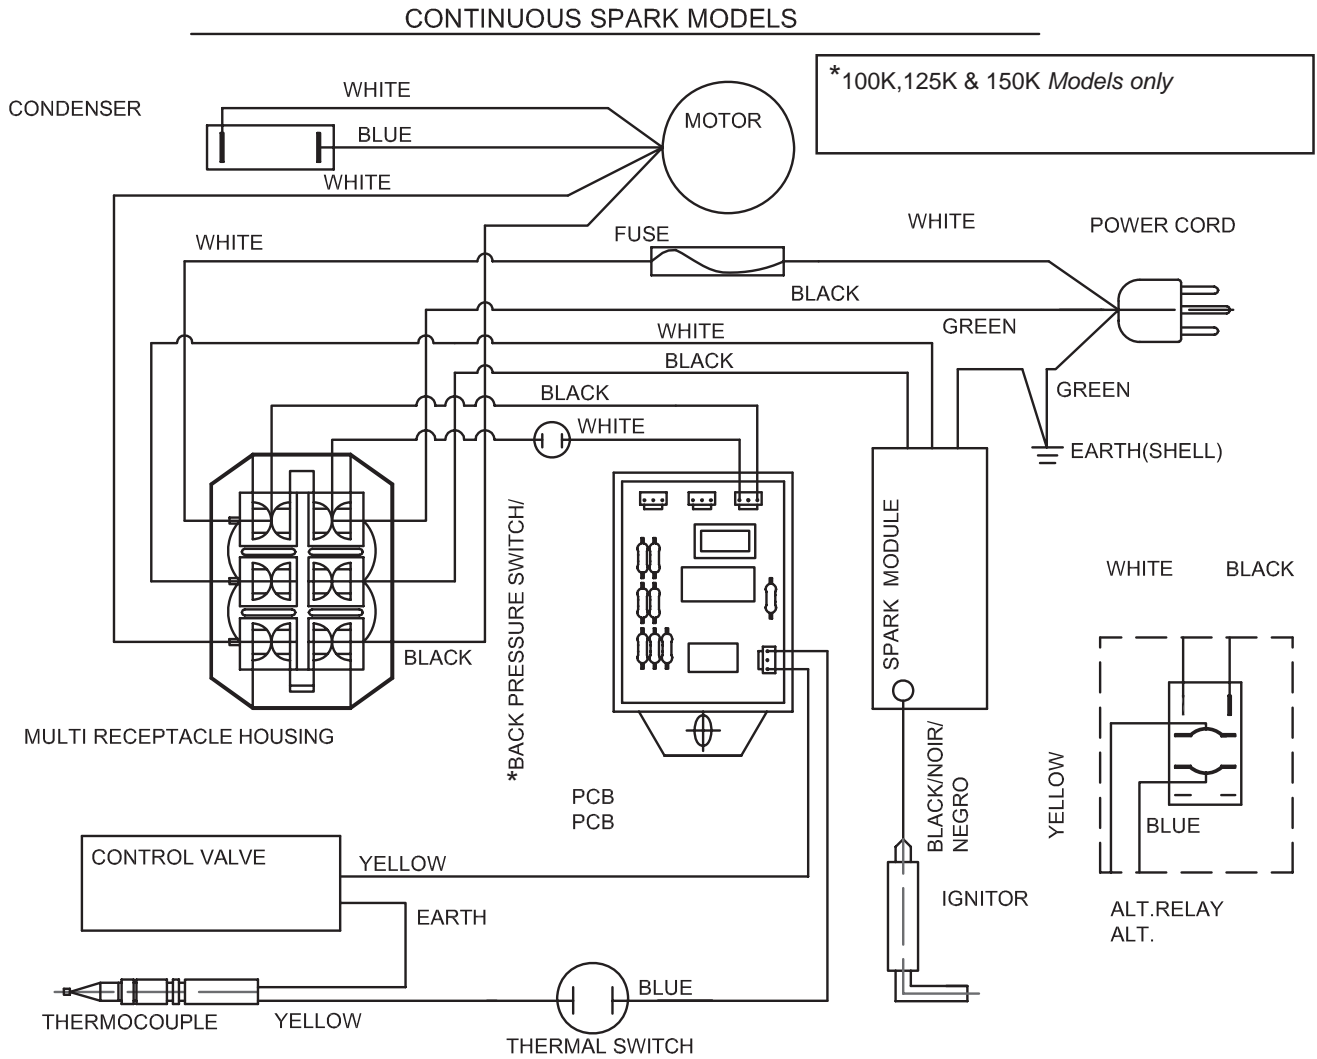 CONTINUOUS SPARK MODELS
*100K,125K & 150K Models only
CONDENSER
WHITE
BLUE
WHITE
MOTOR
WHITE
FUSE
WHITE
POWER CORD
BLACK
GREEN
WHITE
BLACK
GREEN
BLACK
WHITE
EARTH(SHELL)
*BACK PRESSURE SWITCH/
SPARK MODULE
WHITE
BLACK
BLACK
MULTI RECEPTACLE HOUSING
PCB
PCB
BLACK/NOIR/
NEGRO
YELLOW
BLUE
CONTROL VALVE
YELLOW
EARTH
IGNITOR
ALT.RELAY
ALT.
BLUE
THERMOCOUPLE
YELLOW
THERMAL SWITCH